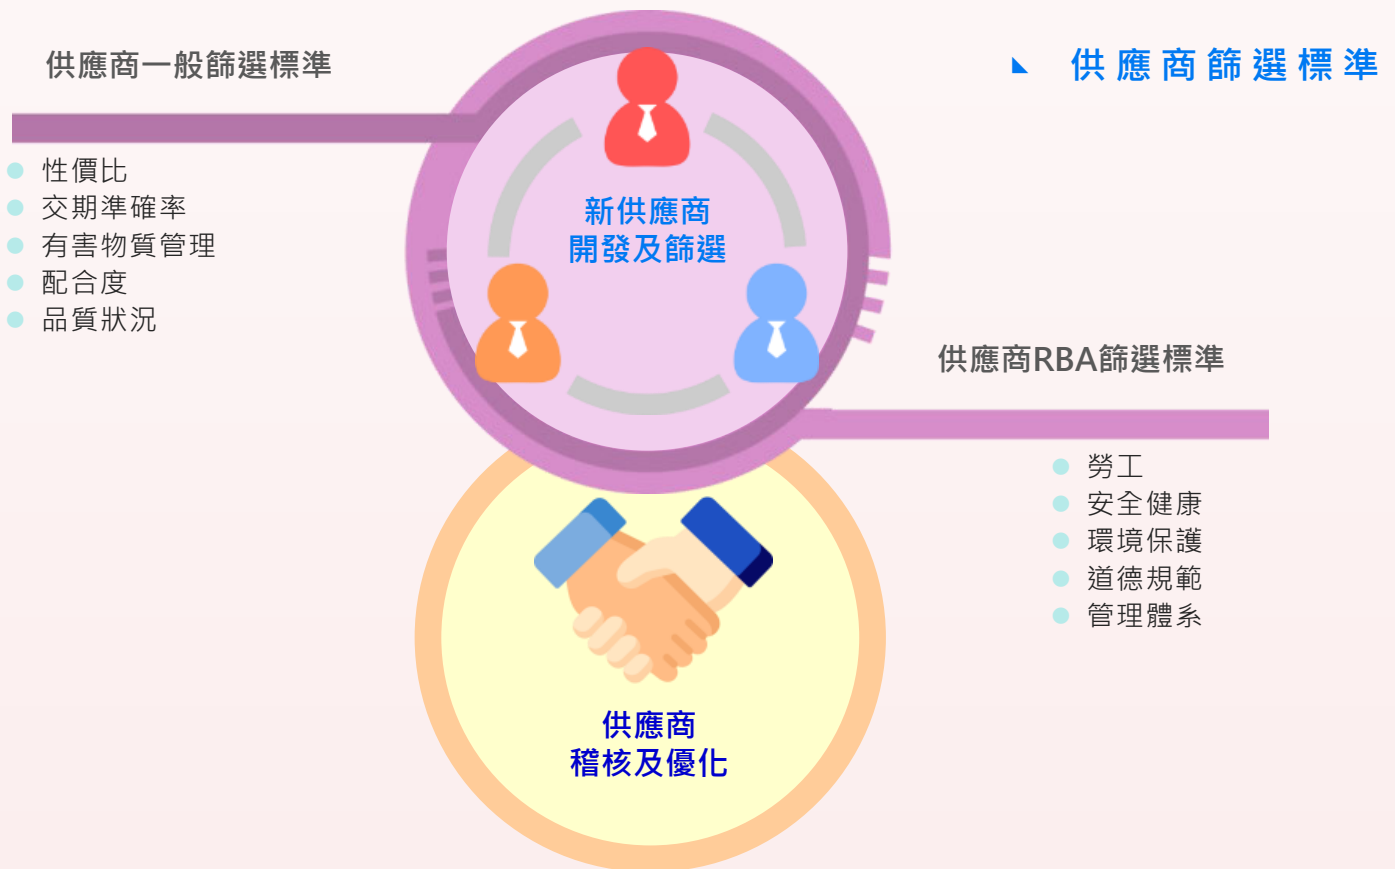 供應商篩選標準
供應商一般篩選標準
性價比
交期準確率
有害物質管理
配合度
品質狀況
新供應商
開發及篩選
供應商RBA篩選標準
勞工
安全健康
環境保護
道德規範
管理體系
供應商
稽核及優化